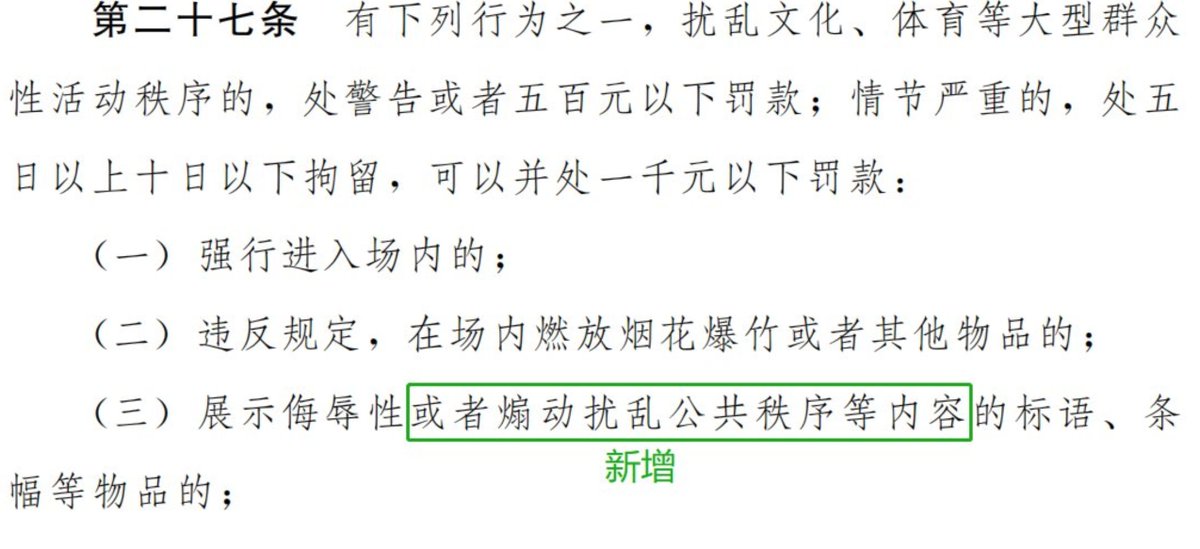 第二十七条　有下列行为之一，扰乱文化、体育等大型群众
性活动秩序的，处警告或者五百元以下罚款；情节严重的，处五
日以上十日以下拘留，可以并处一千元以下罚款：
（一）强行进入场内的；
（二）违反规定，在场内燃放烟花爆竹或者其他物品的；
（三）展示侮辱性或者煽动扰乱公共秩序等内容的标语、条
新增
幅等物品的；